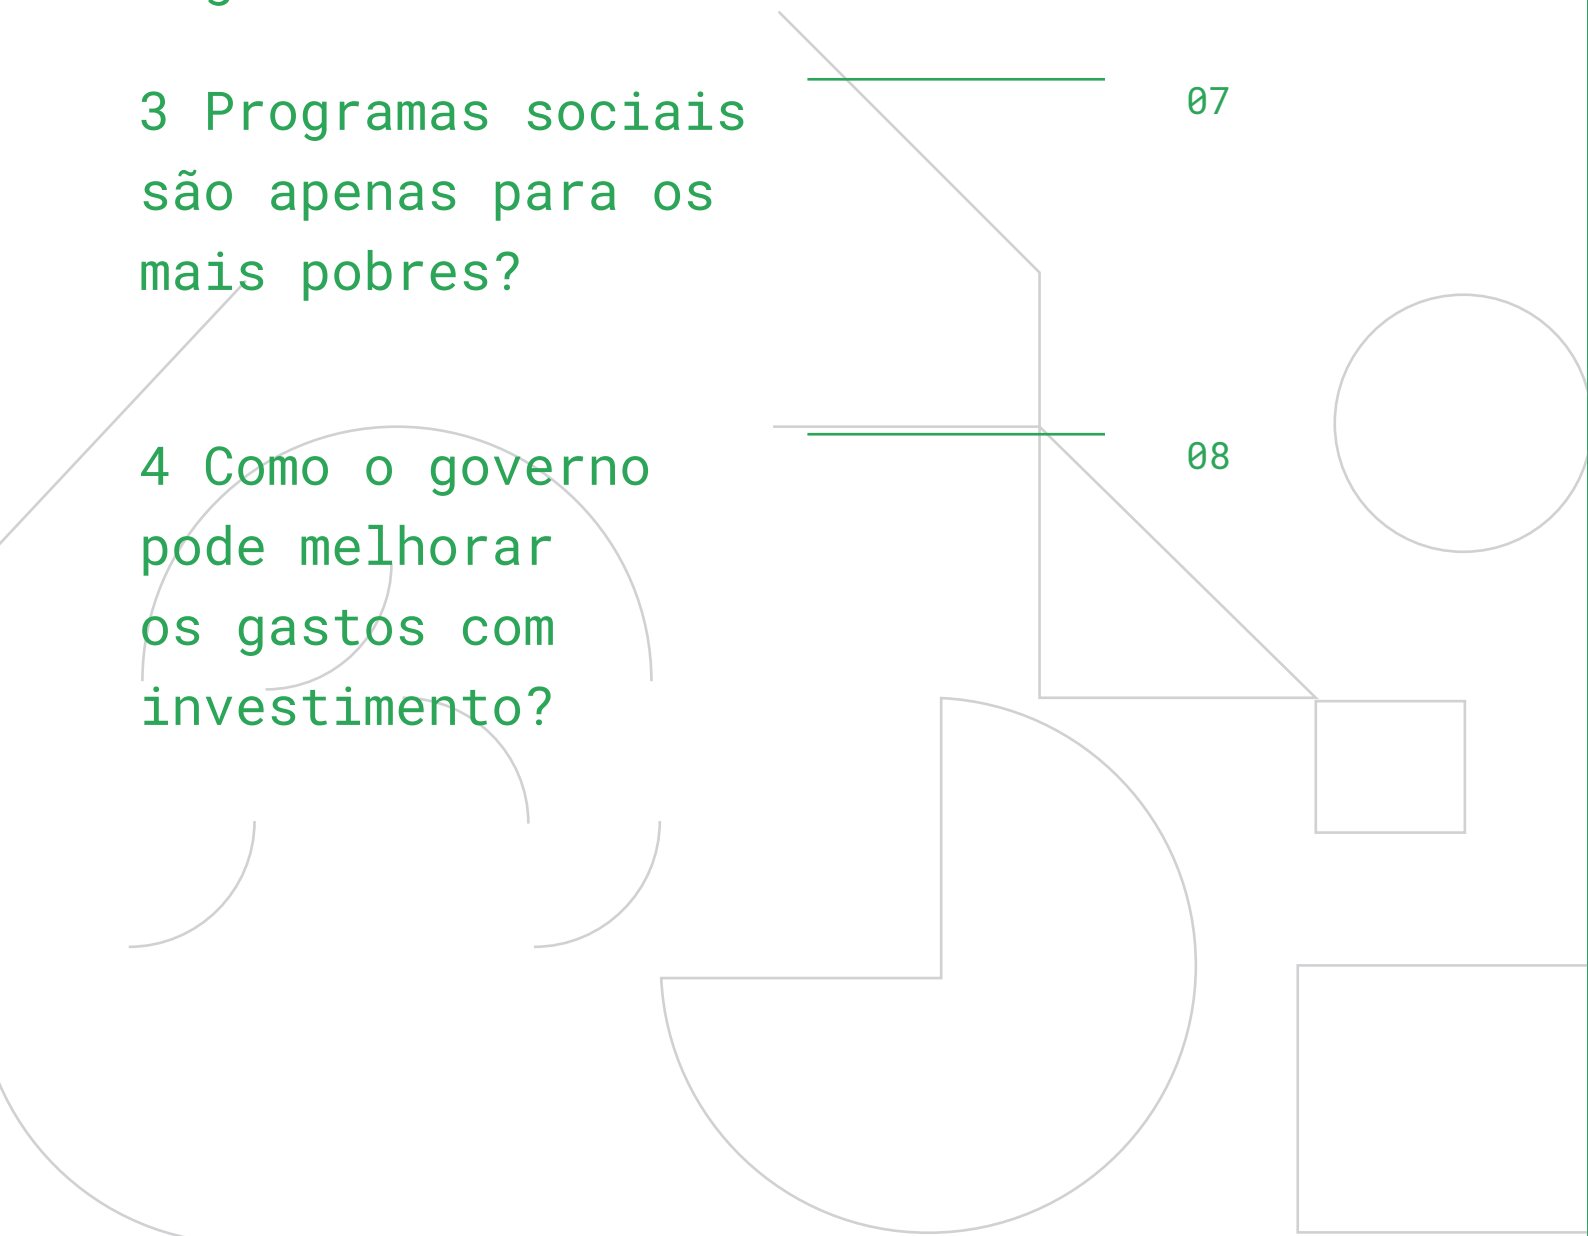 3 Programas sociais
são apenas para os
mais pobres?
07
4 Como o governo
pode melhorar
os gastos com
investimento?
08